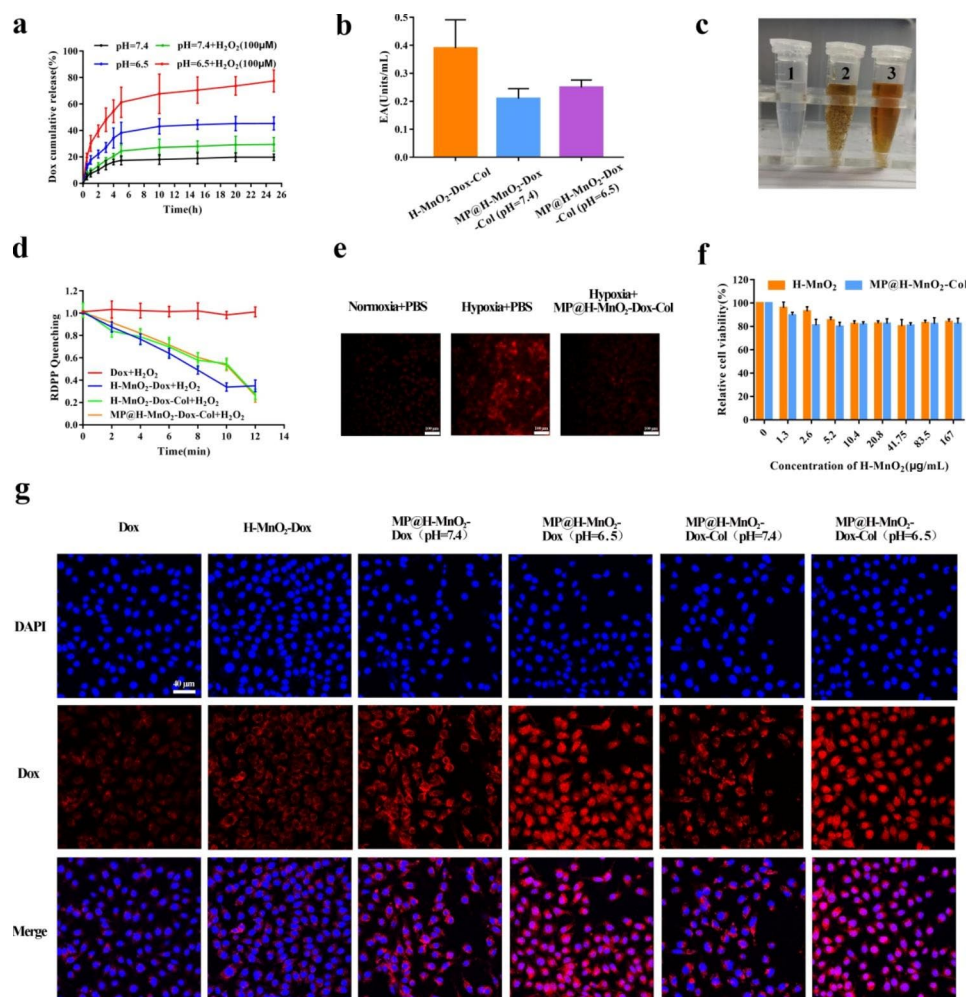 a
Dox cumulative release(%)
100
80
60
40
20
0
pH=7.4
pH=7.4+H₂O₂(100μM)
pH=6.5
pH=6.5+H₂O₂(100μM)
0 2 4 6 8 10 12 14 16 18 20 22 24 26
Time(h)
b
EA(Units/mL)
0.5
0.4
0.3
0.2
0.1
0.0
H-MnO₂-Dox-Col
MP@H-MnO₂-Dox
-Col (pH=7.4)
MP@H-MnO₂-Dox
-Col (pH=6.5)
c
1 2 3
d
RDPP Quenching
1.2
1.0
0.8
0.6
0.4
0.2
0.0
Dox+H₂O₂
H-MnO₂-Dox+H₂O₂
H-MnO₂-Dox-Col+H₂O₂
MP@H-MnO₂-Dox-Col+H₂O₂
0 2 4 6 8 10 12 14
Time(min)
e
Normoxia+PBS
Hypoxia+PBS
Hypoxia+
MP@H-MnO₂-Dox-Col
100 μm
100 μm
100 μm
f
Relative cell viability(%)
120
100
80
60
40
20
0
H-MnO₂
MP@H-MnO₂-Col
0 1.3 2.6 5.2 10.4 20.8 41.75 83.5 167
Concentration of H-MnO₂(μg/mL)
g
Dox
H-MnO₂-Dox
MP@H-MnO₂-
Dox（pH=7.4）
MP@H-MnO₂-
Dox（pH=6.5）
MP@H-MnO₂-
Dox-Col（pH=7.4）
MP@H-MnO₂-
Dox-Col（pH=6.5）
DAPI
40 μm
Dox
Merge